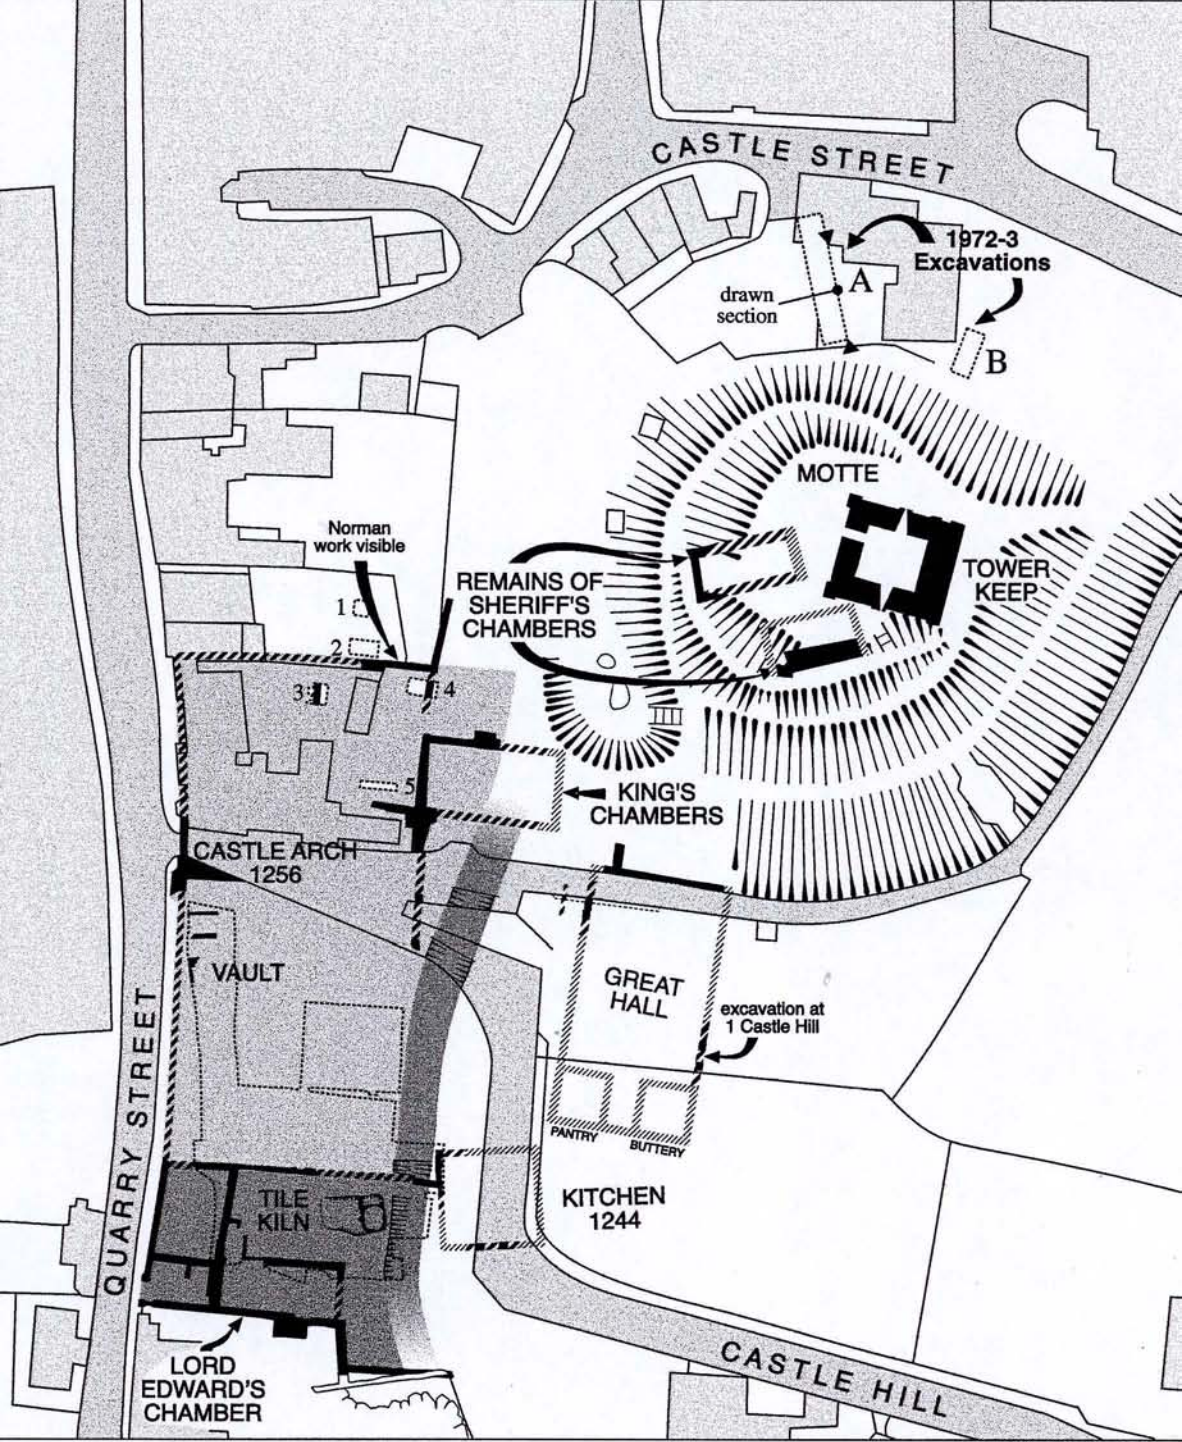 CASTLE STREET
1972-3
Excavations
A
drawn
section
B
MOTTE
Norman
work visible
REMAINS OF
SHERIFF'S
CHAMBERS
TOWER
KEEP
1
2
3
4
5
KING'S
CHAMBERS
CASTLE ARCH
1256
VAULT
GREAT
HALL
excavation at
1 Castle Hill
QUARRY STREET
PANTRY
BUTTERY
TILE
KILN
KITCHEN
1244
LORD
EDWARD'S
CHAMBER
CASTLE HILL